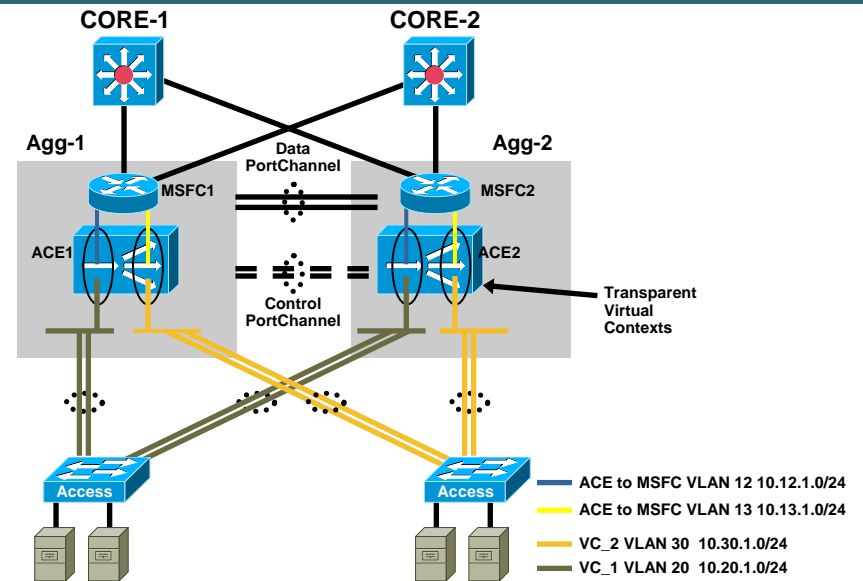 CORE-1
CORE-2
Agg-1
Data
PortChannel
Agg-2
MSFC1
MSFC2
ACE1
ACE2
Control
PortChannel
Transparent
Virtual
Contexts
Access
Access
ACE to MSFC VLAN 12 10.12.1.0/24
ACE to MSFC VLAN 13 10.13.1.0/24
VC_2 VLAN 30 10.30.1.0/24
VC_1 VLAN 20 10.20.1.0/24